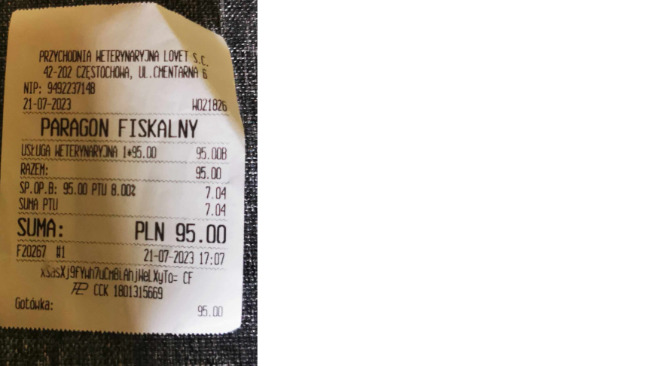 PRZYCHODNIA WETERYNARYJNA LOVET S.C.
42-202 CZĘSTOCHOWA, UL.CMENTARNA 6
NIP: 9492237148
21-07-2023 W021826
PARAGON FISKALNY
USŁUGA WETERYNARYJNA 1*95.00 95.00B
RAZEM: 95.00
SP.OP.B: 95.00 PTU 8.00% 7.04
SUMA PTU 7.04
SUMA: PLN 95.00
F20267 #1 21-07-2023 17:07
CF
CCK 1801315669
Gotówka: 95.00